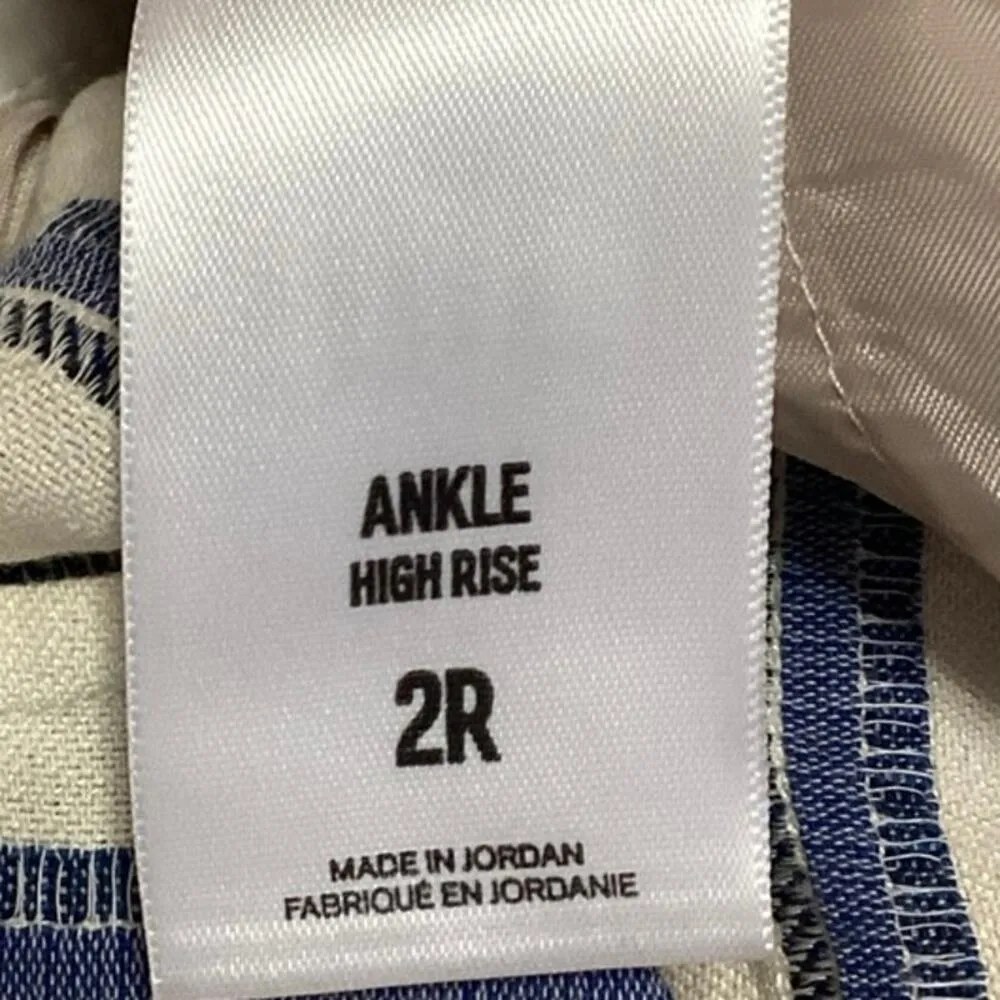 ANKLE
HIGH RISE
2R
MADE IN JORDAN
FABRIQUÉ EN JORDANIE